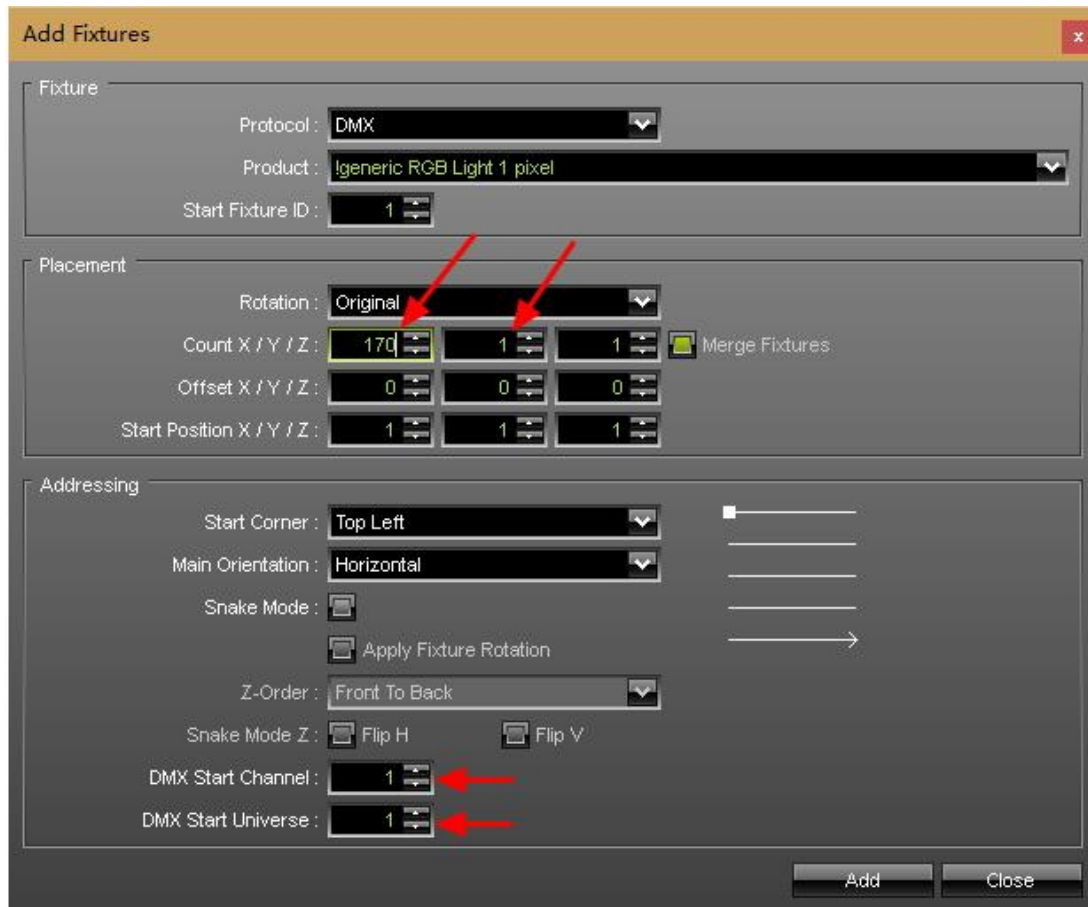 Add Fixtures
x
Fixture
Protocol : DMX
Product : !generic RGB Light 1 pixel
Start Fixture ID : 1
Placement
Rotation : Original
Count X / Y / Z : 170 1 1 Merge Fixtures
Offset X / Y / Z : 0 0 0
Start Position X / Y / Z : 1 1 1
Addressing
Start Corner : Top Left
Main Orientation : Horizontal
Snake Mode :
Apply Fixture Rotation
Z-Order : Front To Back
Snake Mode Z : Flip H Flip V
DMX Start Channel : 1
DMX Start Universe : 1
Add Close